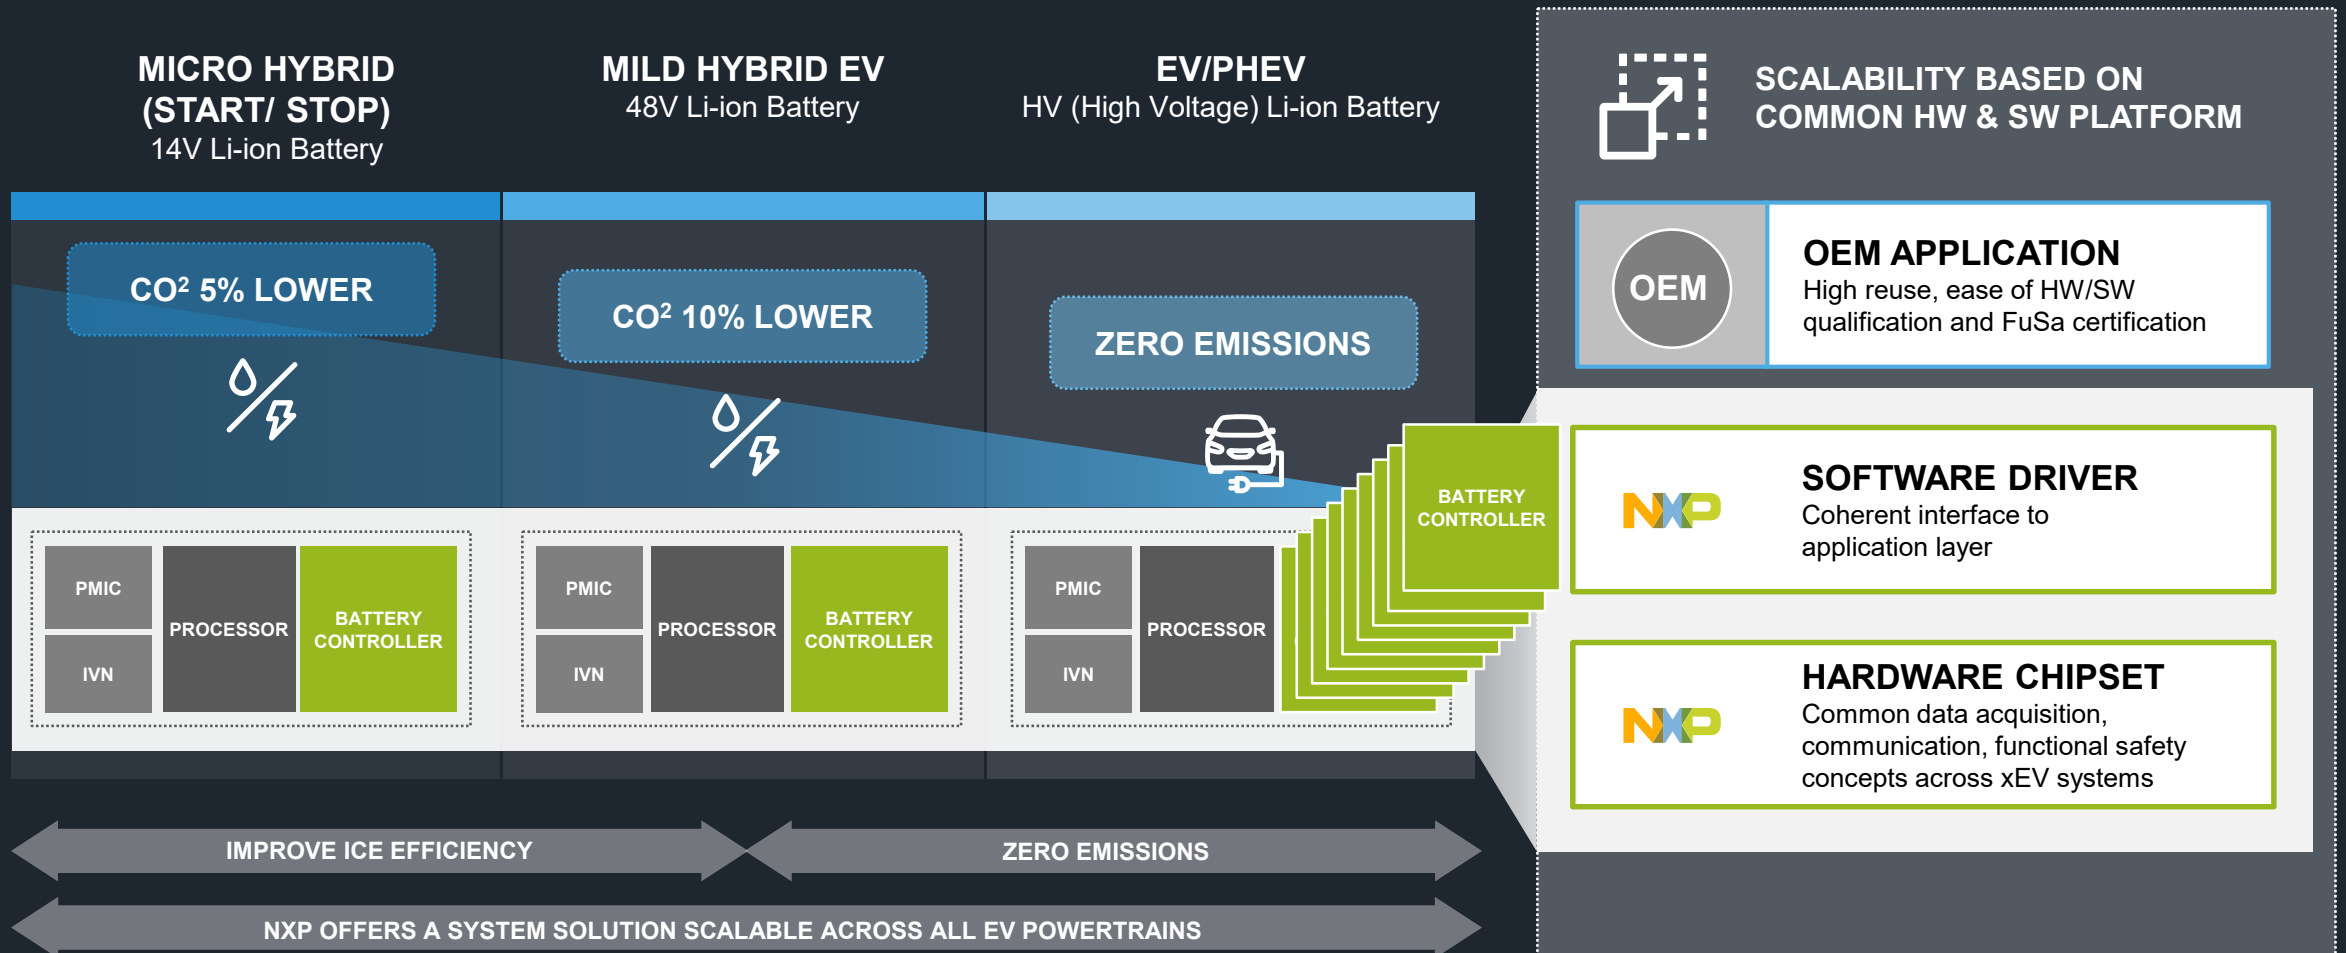 MICRO HYBRID
(START/ STOP)
14V Li-ion Battery
MILD HYBRID EV
48V Li-ion Battery
EV/PHEV
HV (High Voltage) Li-ion Battery
CO² 5% LOWER
CO² 10% LOWER
ZERO EMISSIONS
PMIC
IVN
PROCESSOR
BATTERY
CONTROLLER
PMIC
IVN
PROCESSOR
BATTERY
CONTROLLER
PMIC
IVN
PROCESSOR
BATTERY
CONTROLLER
IMPROVE ICE EFFICIENCY
ZERO EMISSIONS
NXP OFFERS A SYSTEM SOLUTION SCALABLE ACROSS ALL EV POWERTRAINS
SCALABILITY BASED ON
COMMON HW & SW PLATFORM
OEM
OEM APPLICATION
High reuse, ease of HW/SW
qualification and FuSa certification
NXP
SOFTWARE DRIVER
Coherent interface to
application layer
NXP
HARDWARE CHIPSET
Common data acquisition,
communication, functional safety
concepts across xEV systems